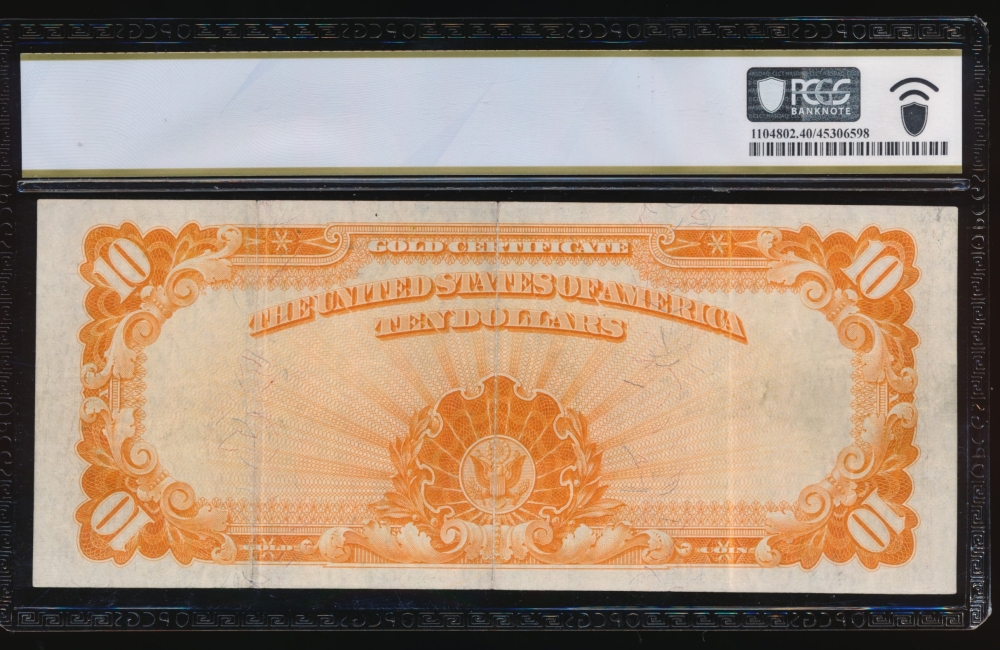 PCGS
BANKNOTE
1104802.40/45306598
10 GOLD CERTIFICATE 10
THE UNITED STATES OF AMERICA
TEN DOLLARS
10 GOLD COIN 10